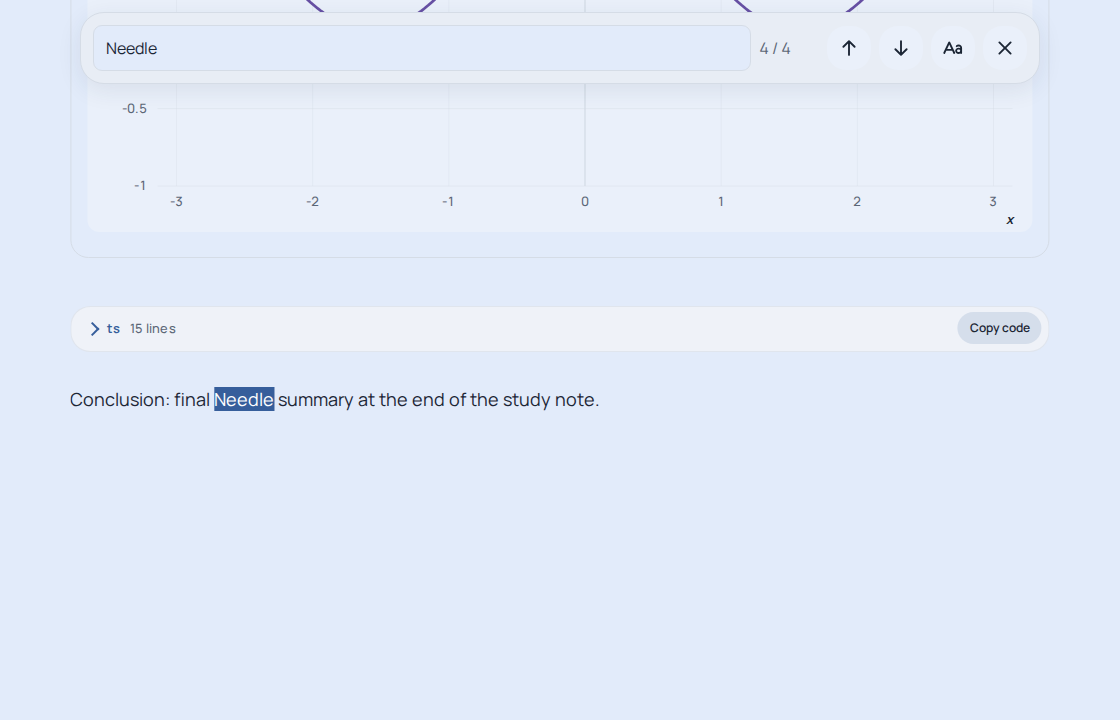 Needle
4 / 4
Aa
-0.5
-1
-3 -2 -1 0 1 2 3
x
ts 15 lines
Copy code
Conclusion: final Needle summary at the end of the study note.